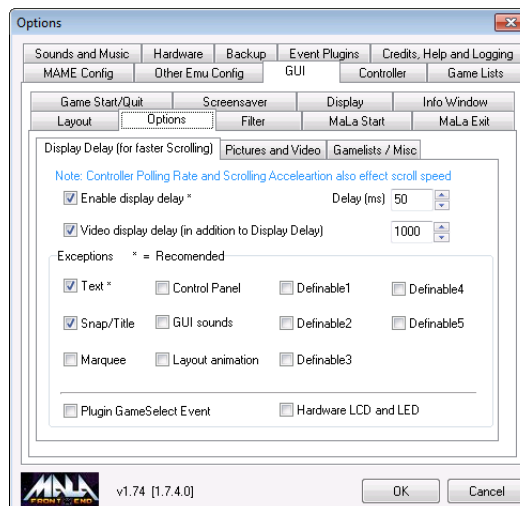 Options
Sounds and Music Hardware Backup Event Plugins Credits, Help and Logging
MAME Config Other Emu Config GUI Controller Game Lists
Game Start/Quit Screensaver Display Info Window
Layout Options Filter MaLa Start MaLa Exit
Display Delay (for faster Scrolling) Pictures and Video Gamelists / Misc
Note: Controller Polling Rate and Scrolling Acceleartion also effect scroll speed
Enable display delay * Delay (ms) 50
Video display delay (in addition to Display Delay) 1000
Exceptions * = Recomended
Text * Control Panel Definable1 Definable4
Snap/Title GUI sounds Definable2 Definable5
Marquee Layout animation Definable3
Plugin GameSelect Event Hardware LCD and LED
MALA
FRONT END
v1.74 [1.7.4.0] OK Cancel